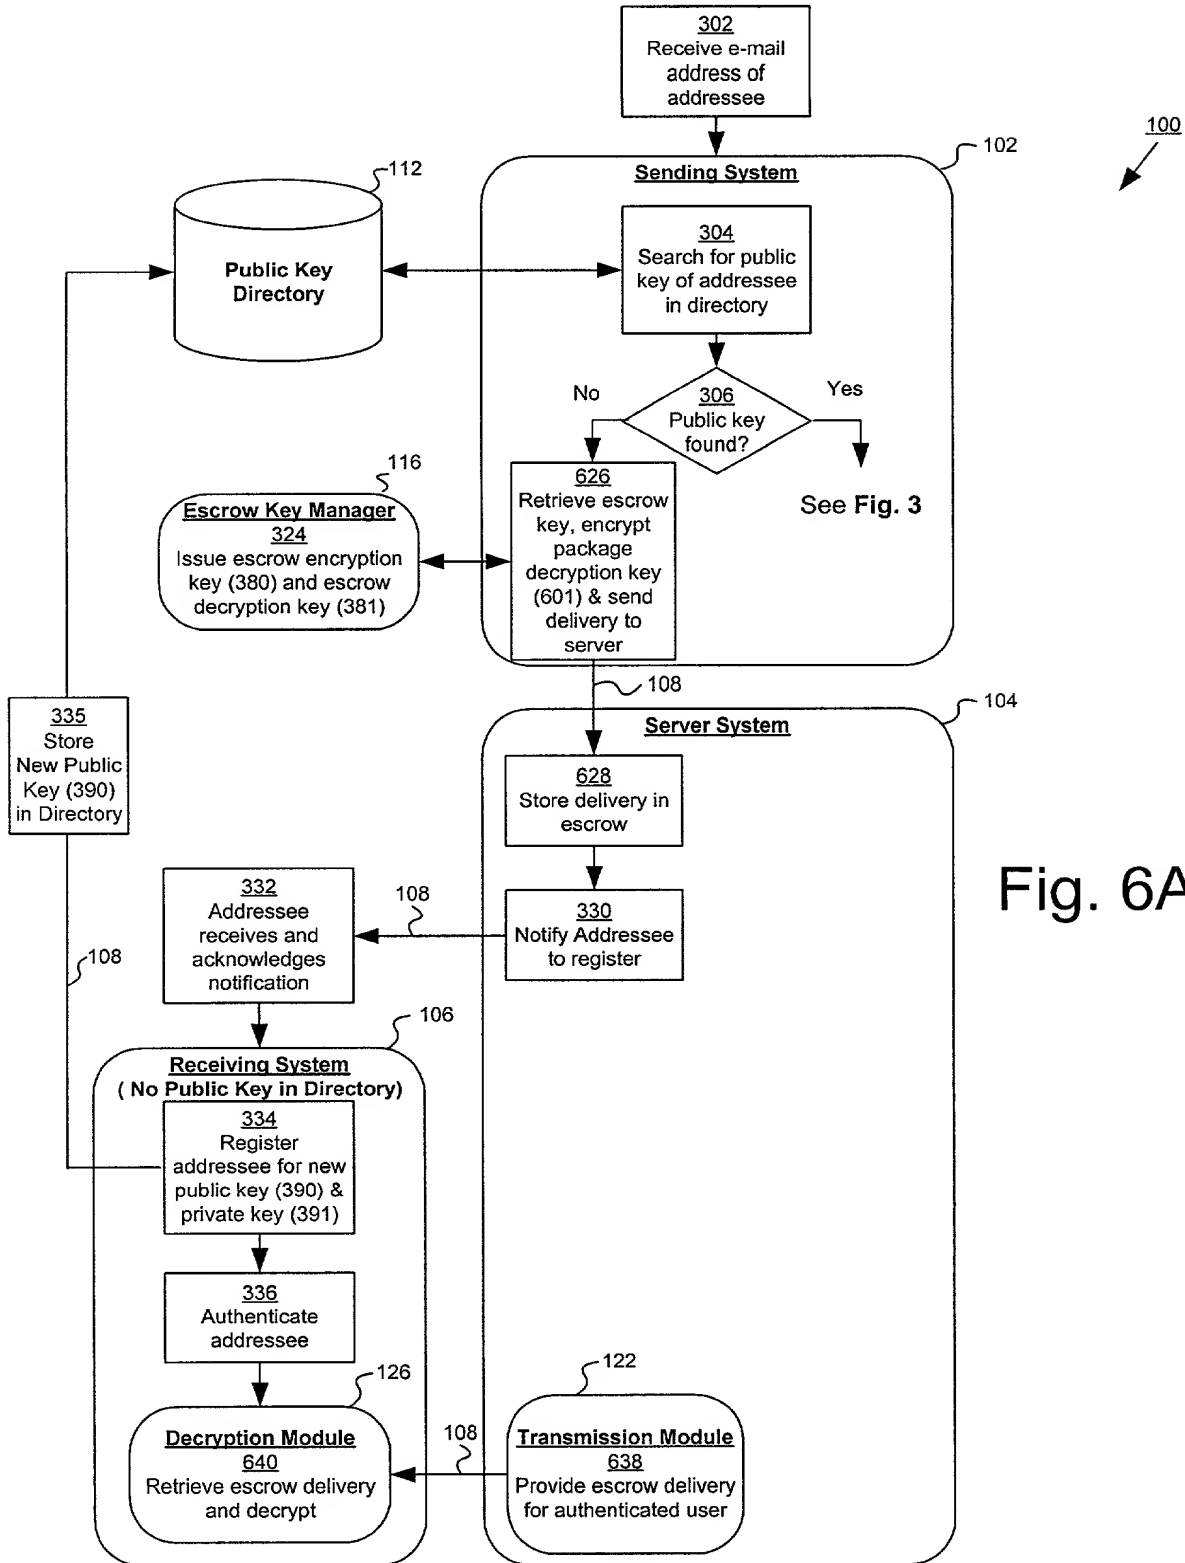 302
Receive e-mail
address of
addressee
100
102
Sending System
112
Public Key
Directory
304
Search for public
key of addressee
in directory
No
Yes
306
Public key
found?
See Fig. 3
116
Escrow Key Manager
324
Issue escrow encryption
key (380) and escrow
decryption key (381)
626
Retrieve escrow
key, encrypt
package
decryption key
(601) & send
delivery to
server
108
104
Server System
335
Store
New Public
Key (390)
in Directory
628
Store delivery in
escrow
332
Addressee
receives and
acknowledges
notification
108
330
Notify Addressee
to register
Fig. 6A
108
106
Receiving System
( No Public Key in Directory)
334
Register
addressee for new
public key (390) &
private key (391)
336
Authenticate
addressee
126
Decryption Module
640
Retrieve escrow delivery
and decrypt
108
122
Transmission Module
638
Provide escrow delivery
for authenticated user